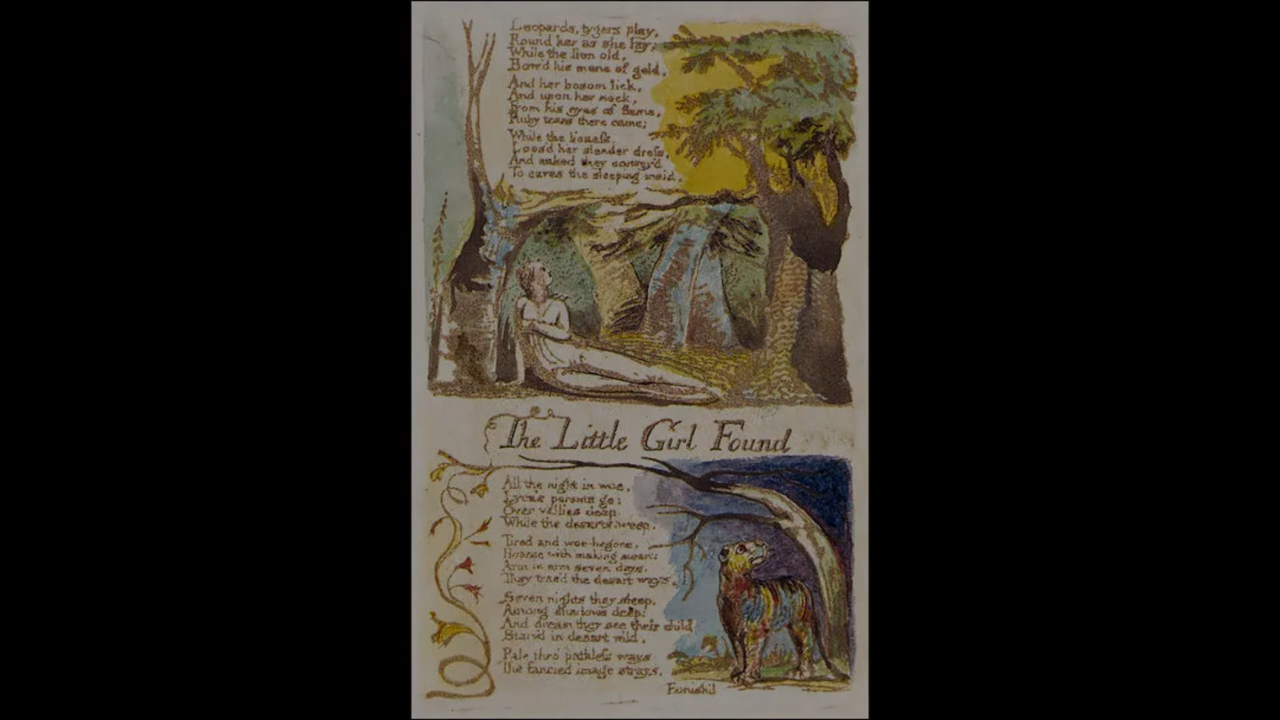 Leopards, tygers play,
Round her as she lay;
While the lion old,
Bow'd his mane of gold,
And her bosom lick,
And upon her neck,
From his eyes of flame,
Ruby tears there came;
While the lioness,
Loos'd her slender dress,
And naked they convey'd
To caves the sleeping maid.
The Little Girl Found
All the night in woe,
Lyca's parents go:
Over vallies deep,
While the desarts weep.
Tired and woe-begone,
Hoarse with making moan:
Arm in arm seven days,
They trac'd the desart ways.
Seven nights they sleep,
Among shadows deep:
And dream they see their child
Starv'd in desart wild.
Pale thro' pathless ways
The fancied image strays,
Famish'd